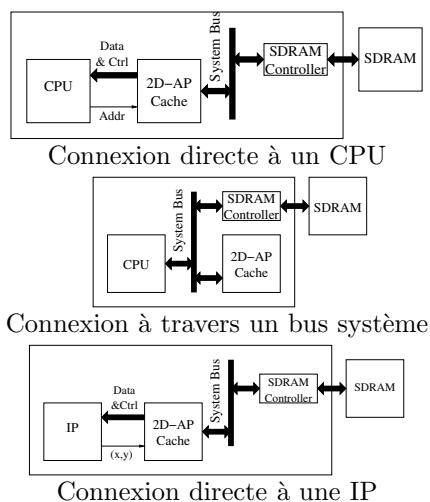 Data
& Ctrl
CPU
Addr
2D-AP
Cache
System Bus
SDRAM
Controller
SDRAM
Connexion directe à un CPU
CPU
System Bus
SDRAM
Controller
2D-AP
Cache
SDRAM
Connexion à travers un bus système
Data
&Ctrl
IP
(x,y)
2D-AP
Cache
System Bus
SDRAM
Controller
SDRAM
Connexion directe à une IP